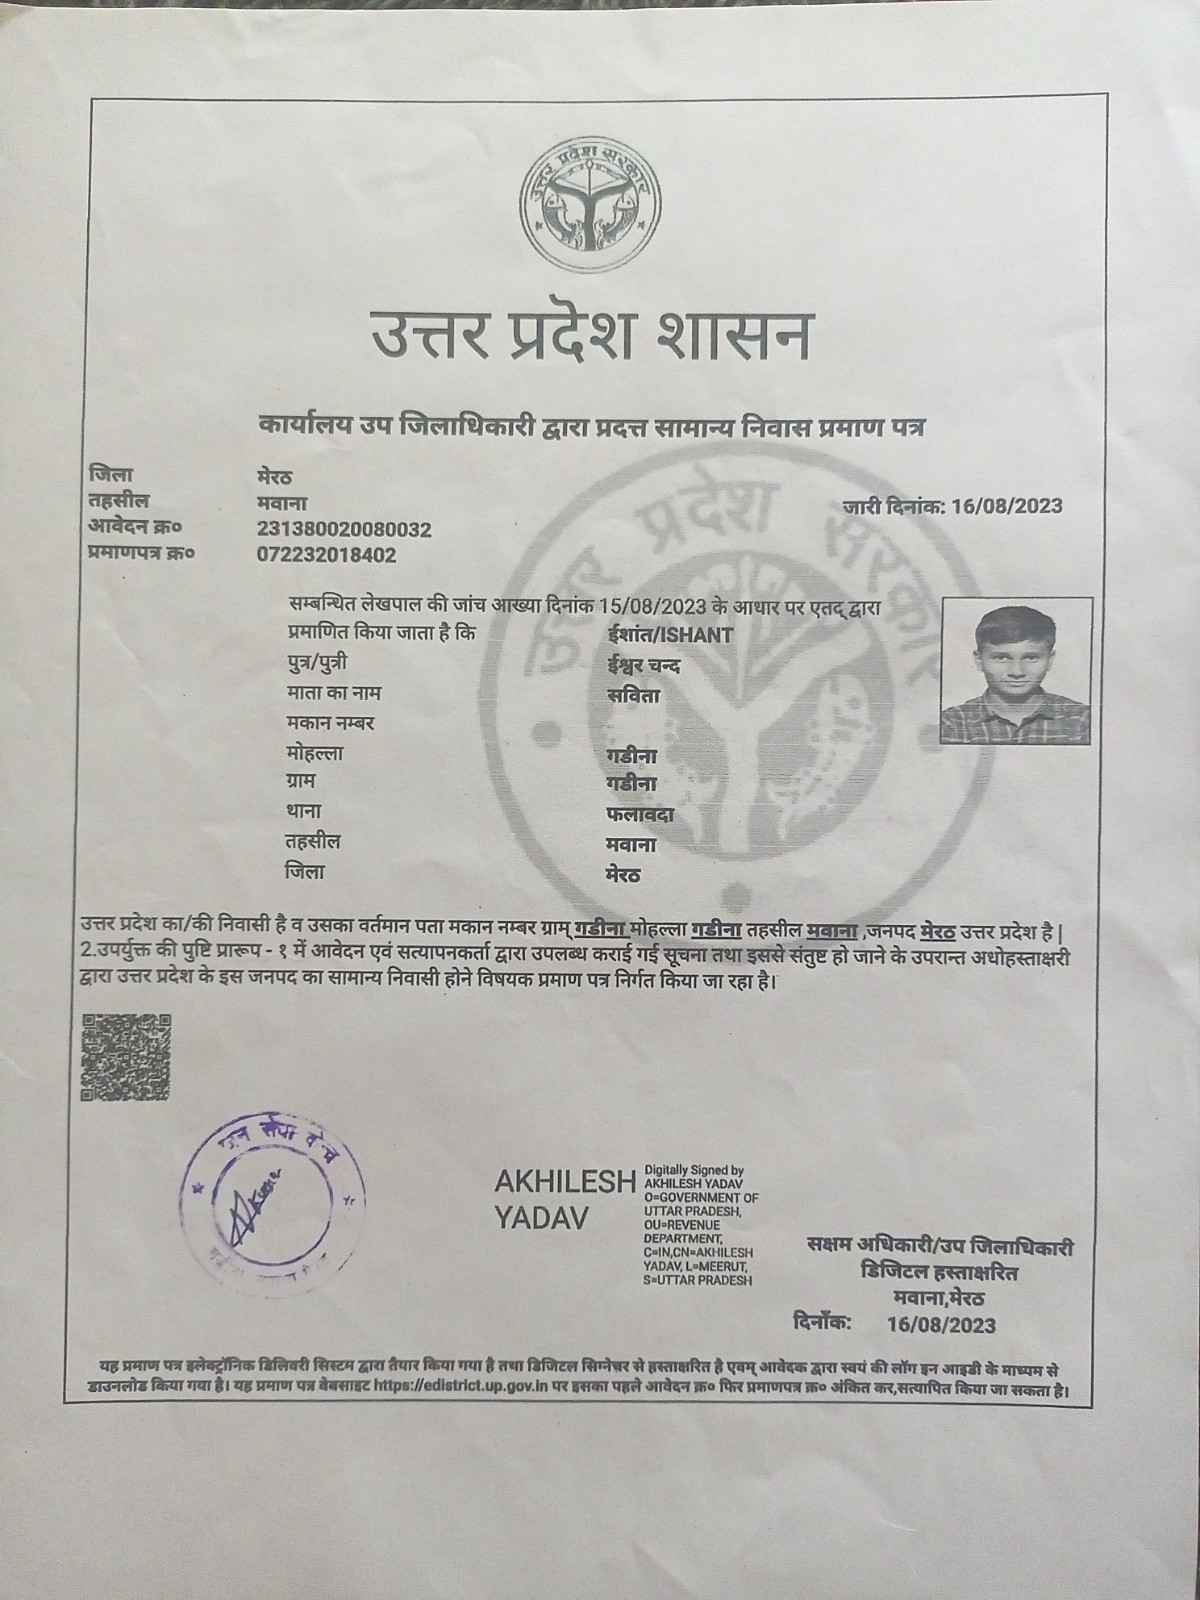 उत्तर प्रदेश सरकार
उत्तर प्रदेश शासन
कार्यालय उप जिलाधिकारी द्वारा प्रदत्त सामान्य निवास प्रमाण पत्र
जिला मेरठ
तहसील मवाना
जारी दिनांक: 16/08/2023
आवेदन क्र० 231380020080032
प्रमाणपत्र क्र० 072232018402
उत्तर प्रदेश सरकार
सम्बन्धित लेखपाल की जांच आख्या दिनांक 15/08/2023 के आधार पर एतद् द्वारा
प्रमाणित किया जाता है कि ईशांत/ISHANT
पुत्र/पुत्री ईश्वर चन्द
माता का नाम सविता
मकान नम्बर
मोहल्ला गडीना
ग्राम गडीना
थाना फलावदा
तहसील मवाना
जिला मेरठ
उत्तर प्रदेश का/की निवासी है व उसका वर्तमान पता मकान नम्बर ग्राम् गडीना मोहल्ला गडीना तहसील मवाना ,जनपद मेरठ उत्तर प्रदेश है |
2.उपर्युक्त की पुष्टि प्रारूप - १ में आवेदन एवं सत्यापनकर्ता द्वारा उपलब्ध कराई गई सूचना तथा इससे संतुष्ट हो जाने के उपरान्त अधोहस्ताक्षरी
द्वारा उत्तर प्रदेश के इस जनपद का सामान्य निवासी होने विषयक प्रमाण पत्र निर्गत किया जा रहा है।
जन सेवा केन्द्र
AKHILESH
YADAV
Digitally Signed by
AKHILESH YADAV
O=GOVERNMENT OF
UTTAR PRADESH,
OU=REVENUE
DEPARTMENT,
C=IN,CN=AKHILESH
YADAV, L=MEERUT,
S=UTTAR PRADESH
सक्षम अधिकारी/उप जिलाधिकारी
डिजिटल हस्ताक्षरित
मवाना,मेरठ
दिनाँक: 16/08/2023
यह प्रमाण पत्र इलेक्ट्रॉनिक डिलिवरी सिस्टम द्वारा तैयार किया गया है तथा डिजिटल सिग्नेचर से हस्ताक्षरित है एवम् आवेदक द्वारा स्वयं की लॉग इन आइडी के माध्यम से
डाउनलोड किया गया है। यह प्रमाण पत्र वेबसाइट https://edistrict.up.gov.in पर इसका पहले आवेदन क्र० फिर प्रमाणपत्र क्र० अंकित कर,सत्यापित किया जा सकता है।